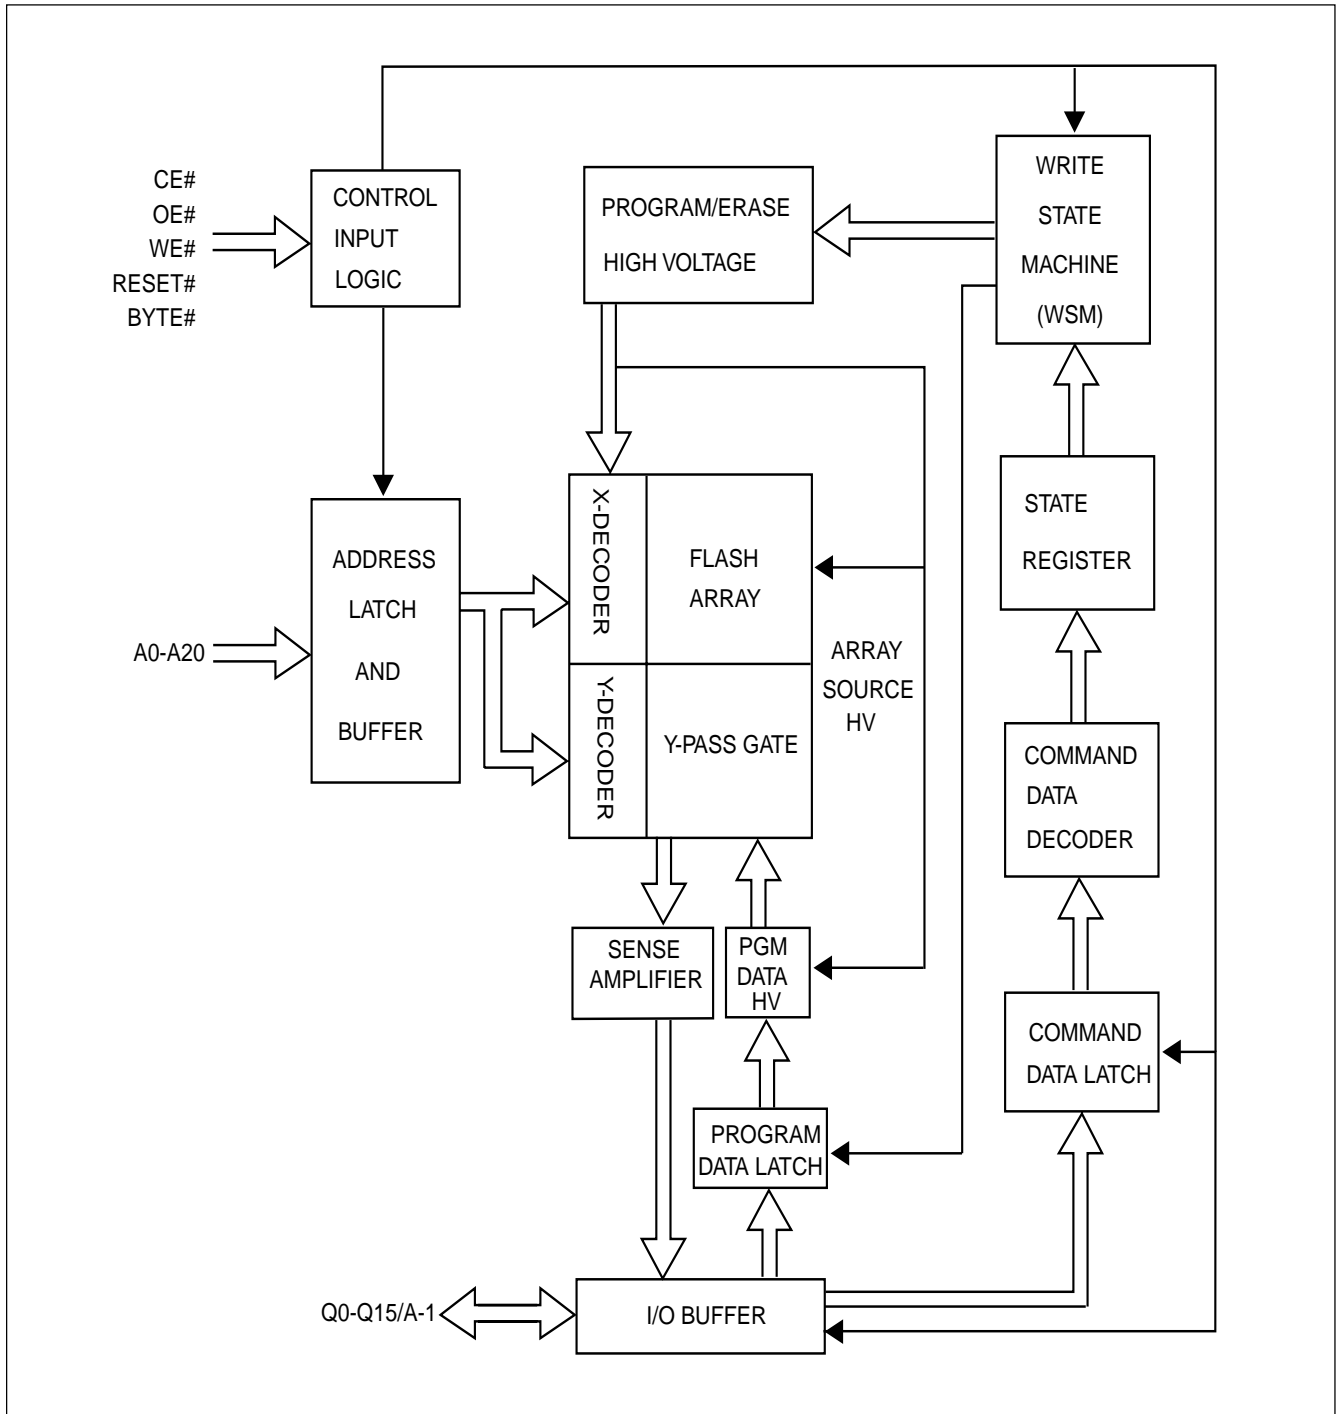 CE#
OE#
WE#
RESET#
BYTE#
CONTROL
INPUT
LOGIC
PROGRAM/ERASE
HIGH VOLTAGE
WRITE
STATE
MACHINE
(WSM)
STATE
REGISTER
A0-A20
ADDRESS
LATCH
AND
BUFFER
X-DECODER
FLASH
ARRAY
Y-DECODER
Y-PASS GATE
ARRAY
SOURCE
HV
COMMAND
DATA
DECODER
SENSE
AMPLIFIER
PGM
DATA
HV
COMMAND
DATA LATCH
PROGRAM
DATA LATCH
Q0-Q15/A-1
I/O BUFFER